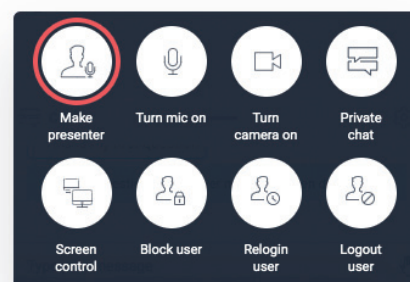 Make
presenter
Turn mic on
Turn
camera on
Private
chat
Screen
control
Block user
Relogin
user
Logout
user